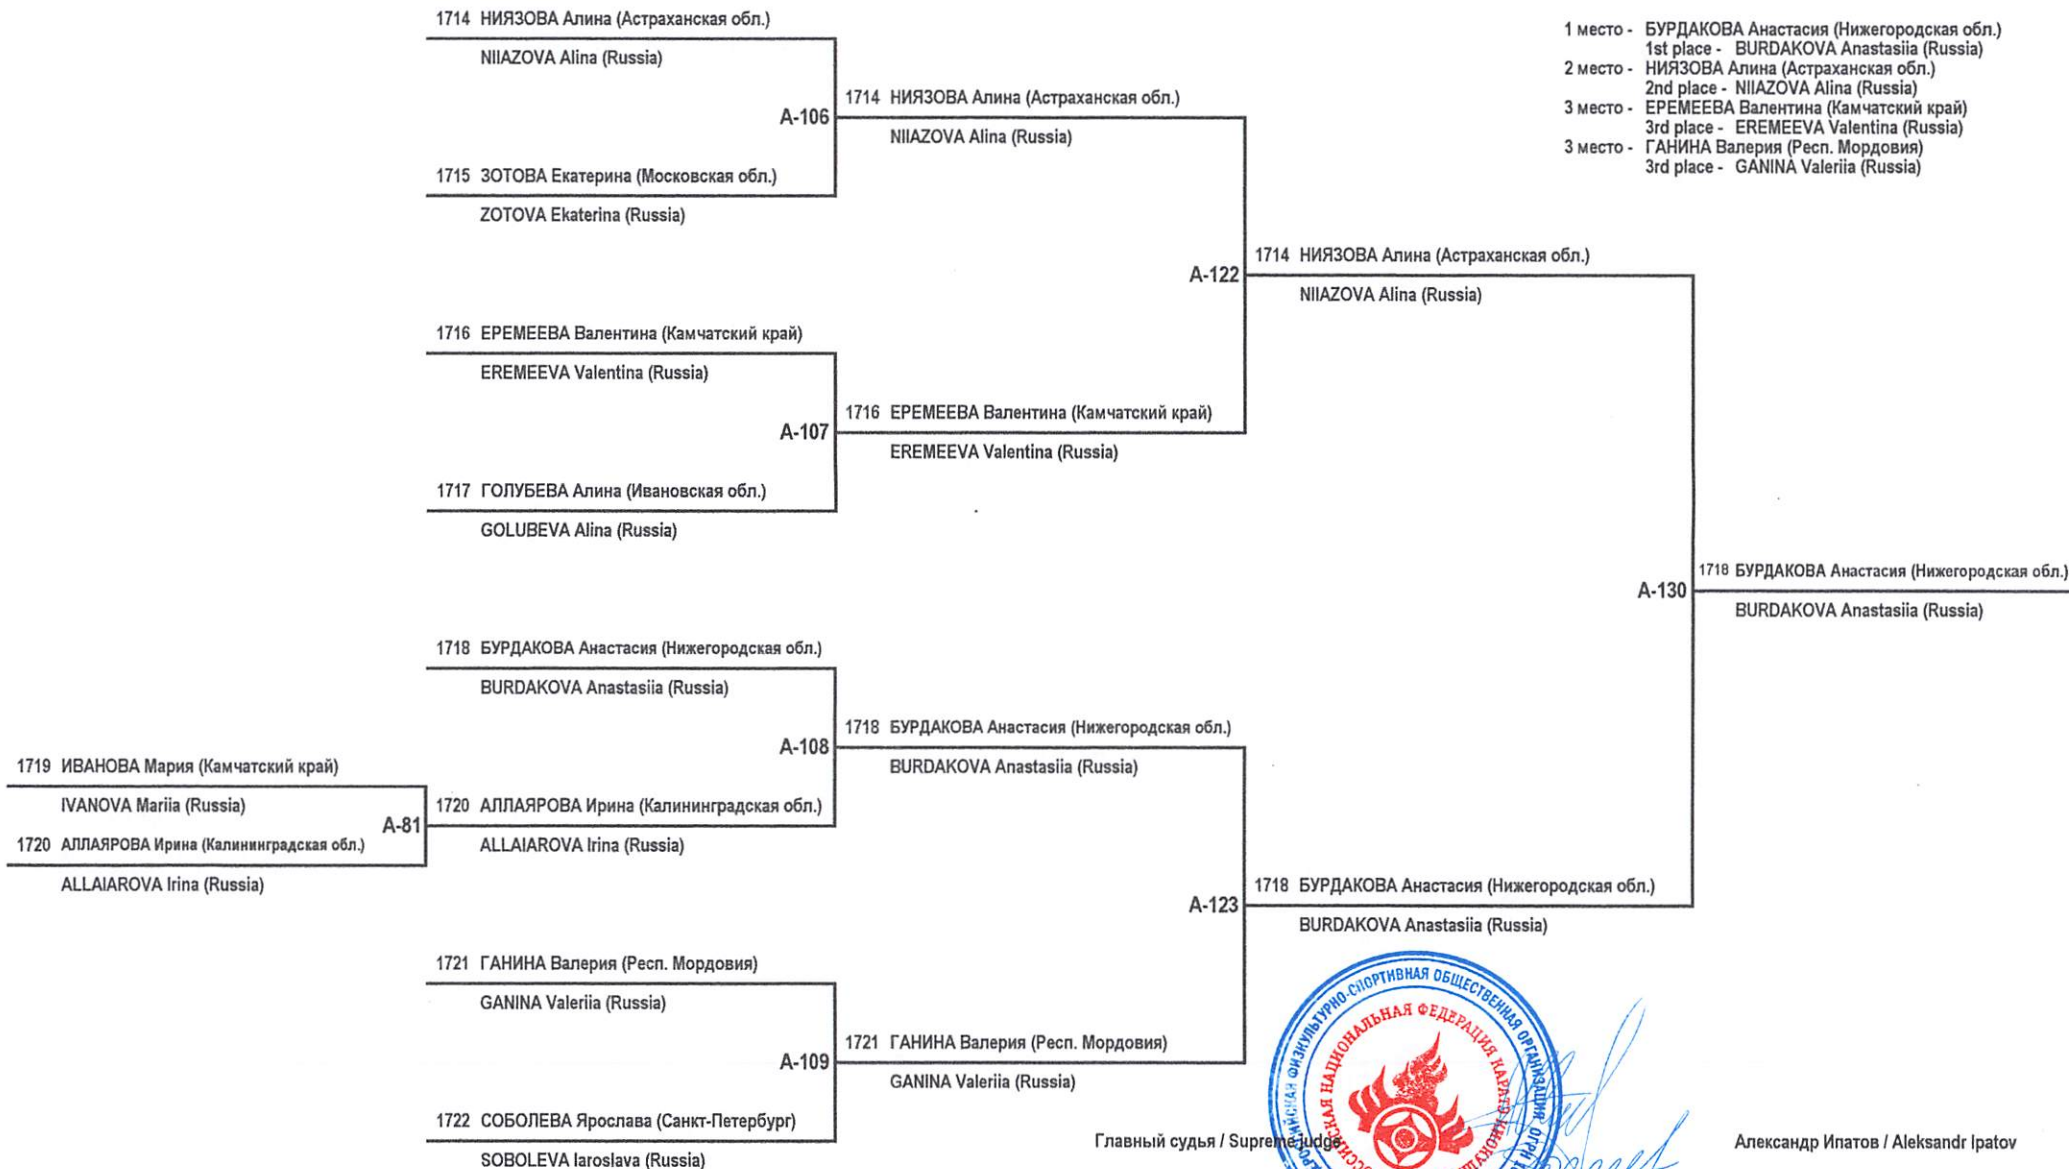 1714 НИЯЗОВА Алина (Астраханская обл.)
NIIAZOVA Alina (Russia)
1 место - БУРДАКОВА Анастасия (Нижегородская обл.)
1st place - BURDAKOVA Anastasiia (Russia)
2 место - НИЯЗОВА Алина (Астраханская обл.)
2nd place - NIIAZOVA Alina (Russia)
3 место - ЕРЕМЕЕВА Валентина (Камчатский край)
3rd place - EREMEEVA Valentina (Russia)
3 место - ГАНИНА Валерия (Респ. Мордовия)
3rd place - GANINA Valeriia (Russia)
A-106
1714 НИЯЗОВА Алина (Астраханская обл.)
NIIAZOVA Alina (Russia)
1715 ЗОТОВА Екатерина (Московская обл.)
ZOTOVA Ekaterina (Russia)
A-122
1714 НИЯЗОВА Алина (Астраханская обл.)
NIIAZOVA Alina (Russia)
1716 ЕРЕМЕЕВА Валентина (Камчатский край)
EREMEEVA Valentina (Russia)
A-107
1716 ЕРЕМЕЕВА Валентина (Камчатский край)
EREMEEVA Valentina (Russia)
1717 ГОЛУБЕВА Алина (Ивановская обл.)
GOLUBEVA Alina (Russia)
A-130
1718 БУРДАКОВА Анастасия (Нижегородская обл.)
BURDAKOVA Anastasiia (Russia)
1718 БУРДАКОВА Анастасия (Нижегородская обл.)
BURDAKOVA Anastasiia (Russia)
A-108
1718 БУРДАКОВА Анастасия (Нижегородская обл.)
BURDAKOVA Anastasiia (Russia)
1719 ИВАНОВА Мария (Камчатский край)
IVANOVA Mariia (Russia)
A-81
1720 АЛЛАЯРОВА Ирина (Калининградская обл.)
ALLAIAROVA Irina (Russia)
1720 АЛЛАЯРОВА Ирина (Калининградская обл.)
ALLAIAROVA Irina (Russia)
A-123
1718 БУРДАКОВА Анастасия (Нижегородская обл.)
BURDAKOVA Anastasiia (Russia)
1721 ГАНИНА Валерия (Респ. Мордовия)
GANINA Valeriia (Russia)
A-109
1721 ГАНИНА Валерия (Респ. Мордовия)
GANINA Valeriia (Russia)
1722 СОБОЛЕВА Ярослава (Санкт-Петербург)
SOBOLEVA Iaroslava (Russia)
ФИЗКУЛЬТУРНО-СПОРТИВНАЯ ОБЩЕСТВЕННАЯ ОРГАНИЗАЦИЯ ОГРН
НАЦИОНАЛЬНАЯ ФЕДЕРАЦИЯ КАРАТЭ
Главный судья / Supreme judge
Александр Ипатов / Aleksandr Ipatov